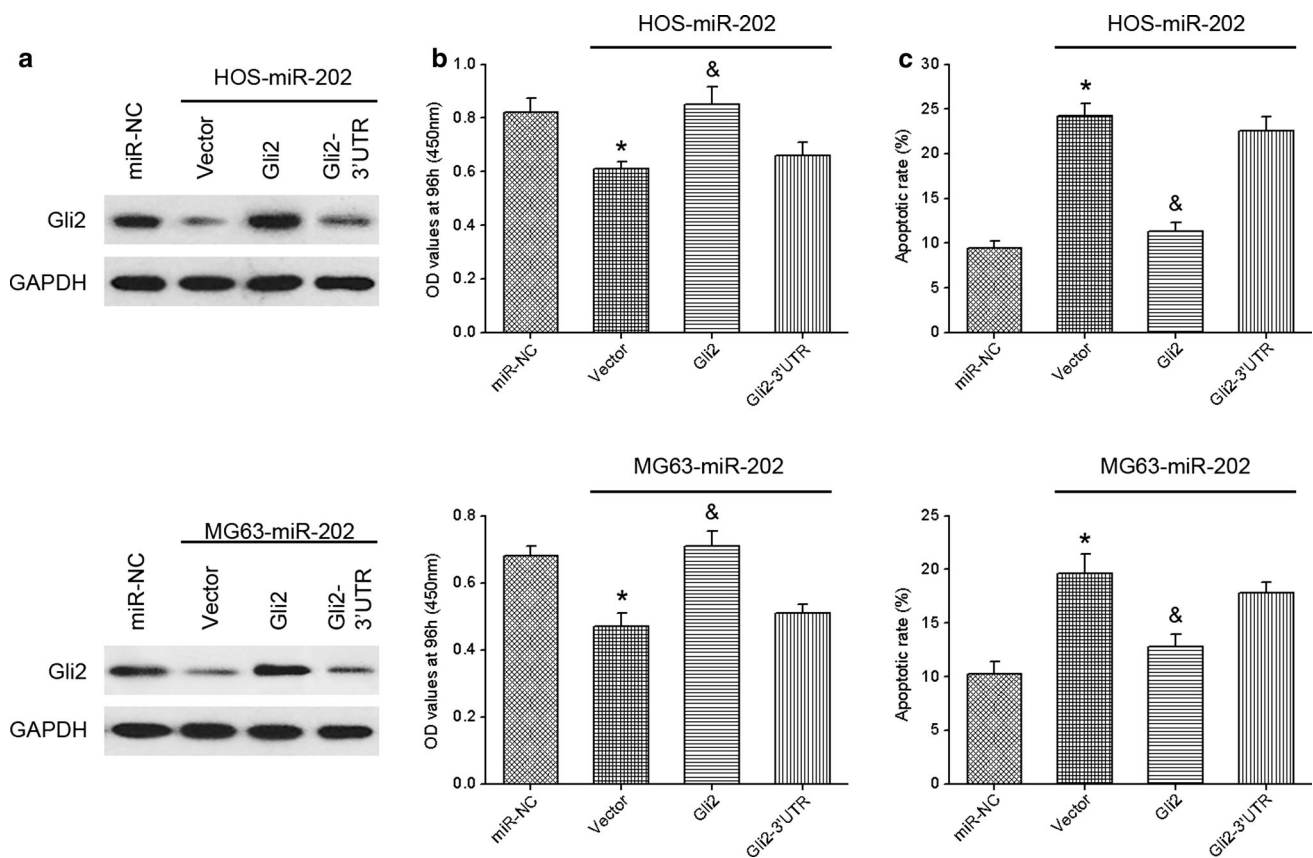 a
HOS-miR-202
miR-NC
Vector
Gli2
Gli2-
3'UTR
Gli2
GAPDH
MG63-miR-202
miR-NC
Vector
Gli2
Gli2-
3'UTR
Gli2
GAPDH
b
HOS-miR-202
OD values at 96h (450nm)
1.0
0.8
0.6
0.4
0.2
0.0
*
&
miR-NC
Vector
Gli2
Gli2-3'UTR
MG63-miR-202
OD values at 96h (450nm)
0.8
0.6
0.4
0.2
0.0
*
&
miR-NC
Vector
Gli2
Gli2-3'UTR
c
HOS-miR-202
Apoptotic rate (%)
30
25
20
15
10
5
0
*
&
miR-NC
Vector
Gli2
Gli2-3'UTR
MG63-miR-202
Apoptotic rate (%)
25
20
15
10
5
0
*
&
miR-NC
Vector
Gli2
Gli2-3'UTR